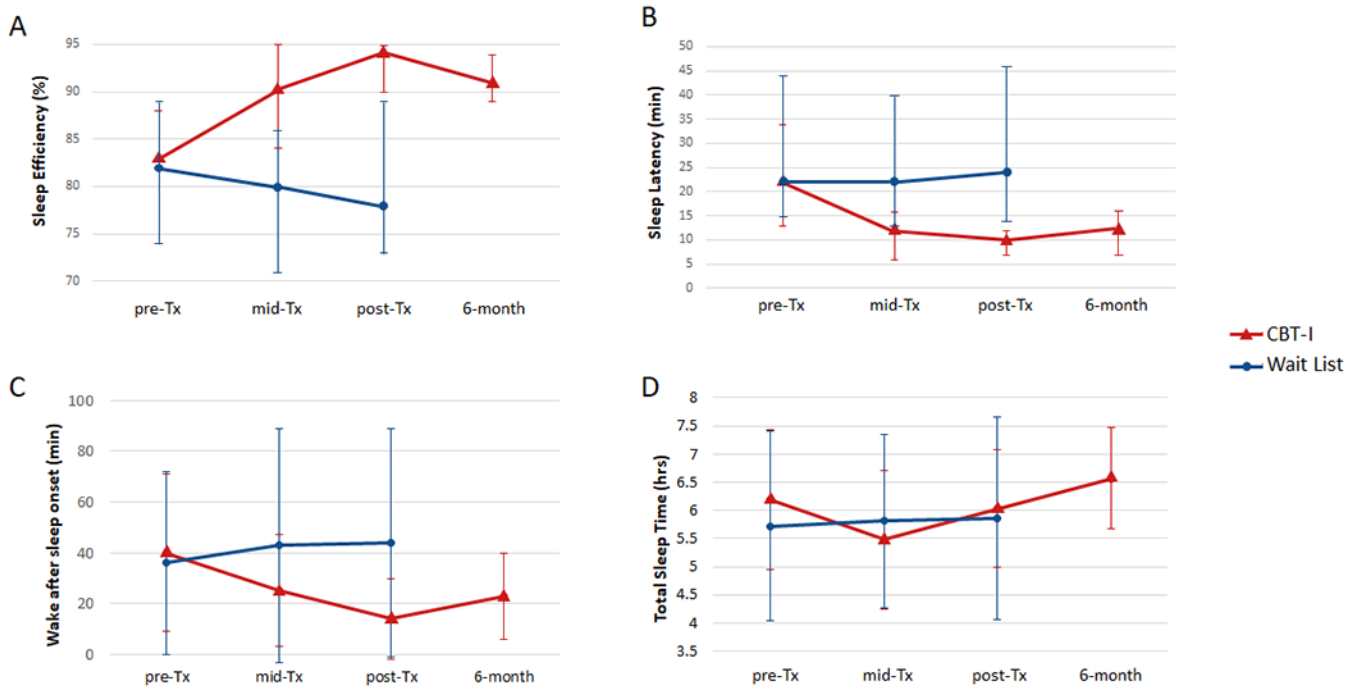 A
Sleep Efficiency (%)
95
90
85
80
75
70
pre-Tx
mid-Tx
post-Tx
6-month
B
Sleep Latency (min)
50
45
40
35
30
25
20
15
10
5
0
pre-Tx
mid-Tx
post-Tx
6-month
CBT-I
Wait List
C
Wake after sleep onset (min)
100
80
60
40
20
0
pre-Tx
mid-Tx
post-Tx
6-month
D
Total Sleep Time (hrs)
8
7.5
7
6.5
6
5.5
5
4.5
4
3.5
pre-Tx
mid-Tx
post-Tx
6-month